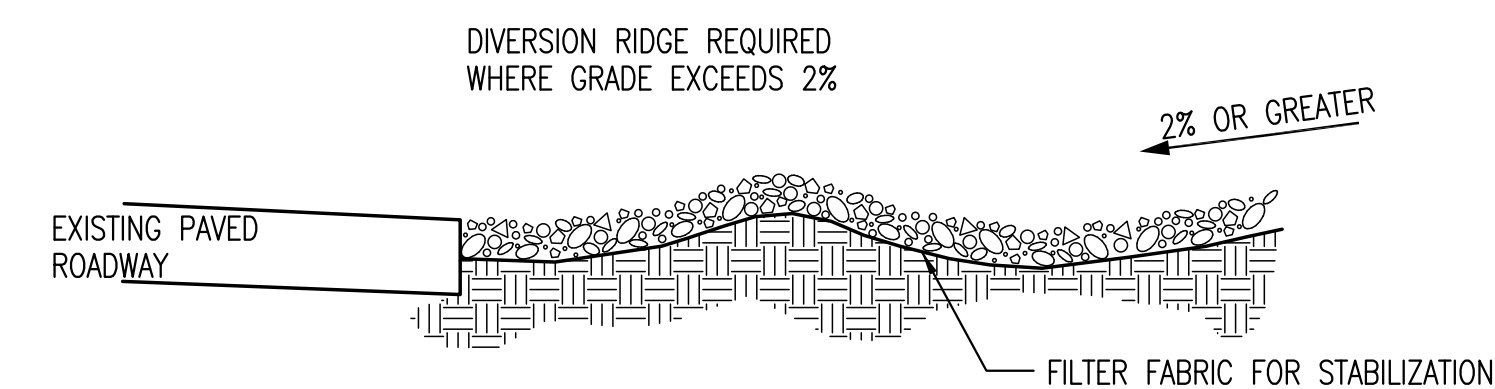 DIVERSION RIDGE REQUIRED
WHERE GRADE EXCEEDS 2%
2% OR GREATER
EXISTING PAVED
ROADWAY
FILTER FABRIC FOR STABILIZATION